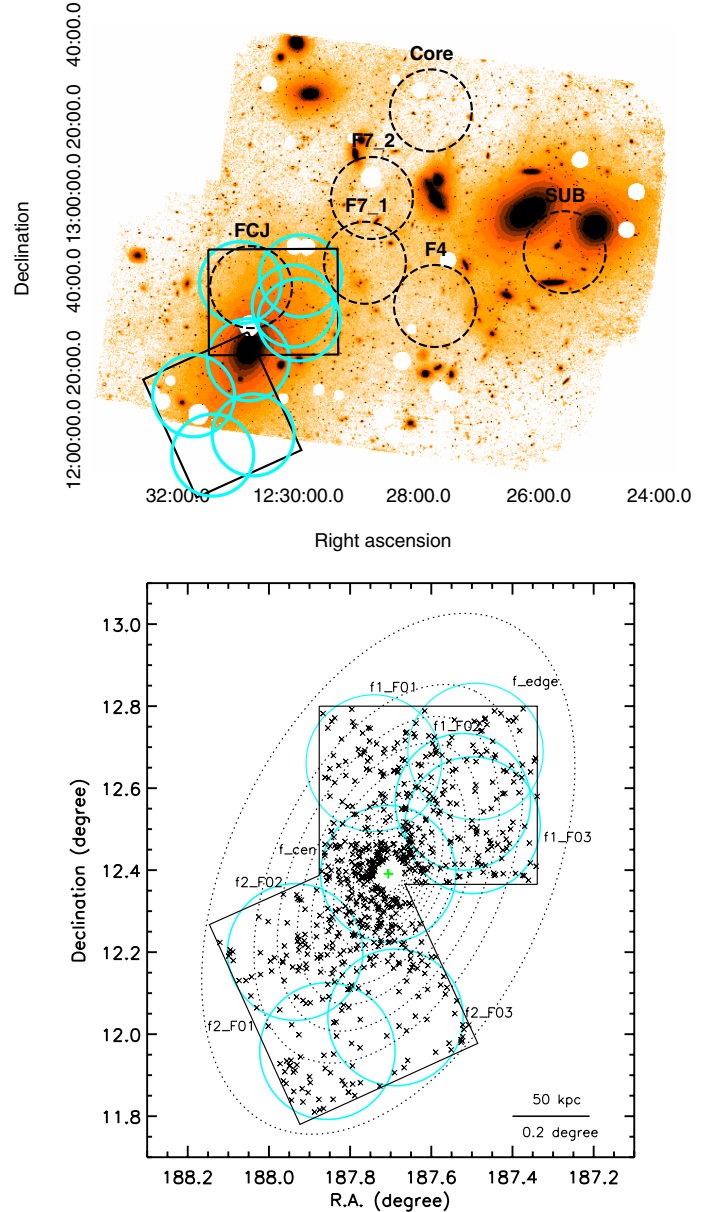 40:00.0
20:00.0
13:00:00.0
40:00.0
20:00.0
12:00:00.0
Declination
Core
F7_2
F7_1
SUB
FCJ
F4
32:00.0
12:30:00.0
28:00.0
26:00.0
24:00.0
Right ascension
13.0
12.8
12.6
12.4
12.2
12.0
11.8
Declination (degree)
f1_F01
f_edge
f1_F02
f1_F03
f_cen
f2_F02
f2_F01
f2_F03
50 kpc
0.2 degree
188.2
188.0
187.8
187.6
187.4
187.2
R.A. (degree)